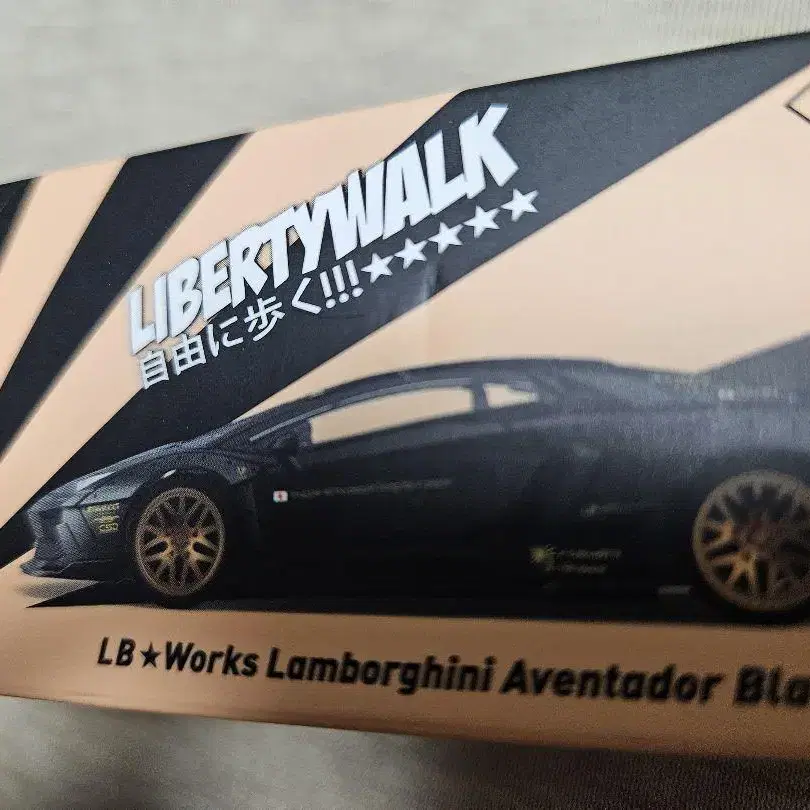 LIBERTYWALK
自由に歩く!!!★★★★★
LB★Works Lamborghini Aventador Bla